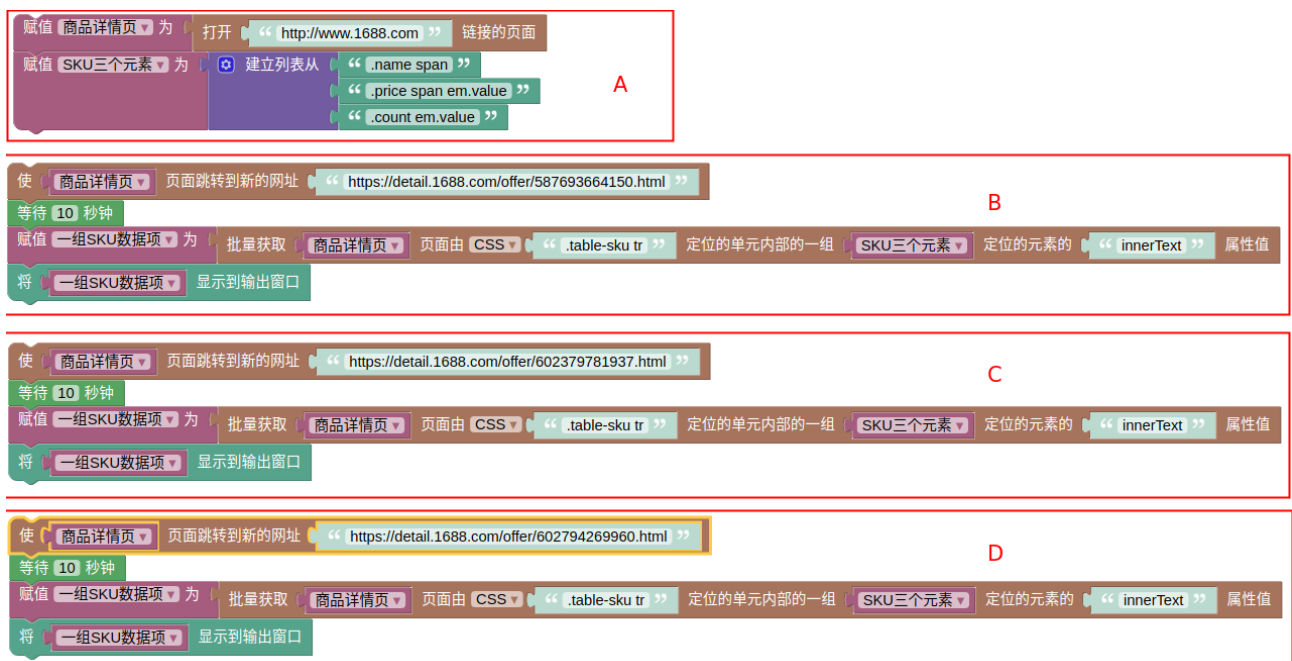 赋值 商品详情页 为 打开 “ http://www.1688.com ” 链接的页面
赋值 SKU三个元素 为 建立列表从 “ .name span ”
“ .price span em.value ”
“ .count em.value ”
A
使 商品详情页 页面跳转到新的网址 “ https://detail.1688.com/offer/587693664150.html ”
等待 10 秒钟
赋值 一组SKU数据项 为 批量获取 商品详情页 页面由 CSS “ .table-sku tr ” 定位的单元内部的一组 SKU三个元素 定位的元素的 “ innerText ” 属性值
将 一组SKU数据项 显示到输出窗口
B
使 商品详情页 页面跳转到新的网址 “ https://detail.1688.com/offer/602379781937.html ”
等待 10 秒钟
赋值 一组SKU数据项 为 批量获取 商品详情页 页面由 CSS “ .table-sku tr ” 定位的单元内部的一组 SKU三个元素 定位的元素的 “ innerText ” 属性值
将 一组SKU数据项 显示到输出窗口
C
使 商品详情页 页面跳转到新的网址 “ https://detail.1688.com/offer/602794269960.html ”
等待 10 秒钟
赋值 一组SKU数据项 为 批量获取 商品详情页 页面由 CSS “ .table-sku tr ” 定位的单元内部的一组 SKU三个元素 定位的元素的 “ innerText ” 属性值
将 一组SKU数据项 显示到输出窗口
D